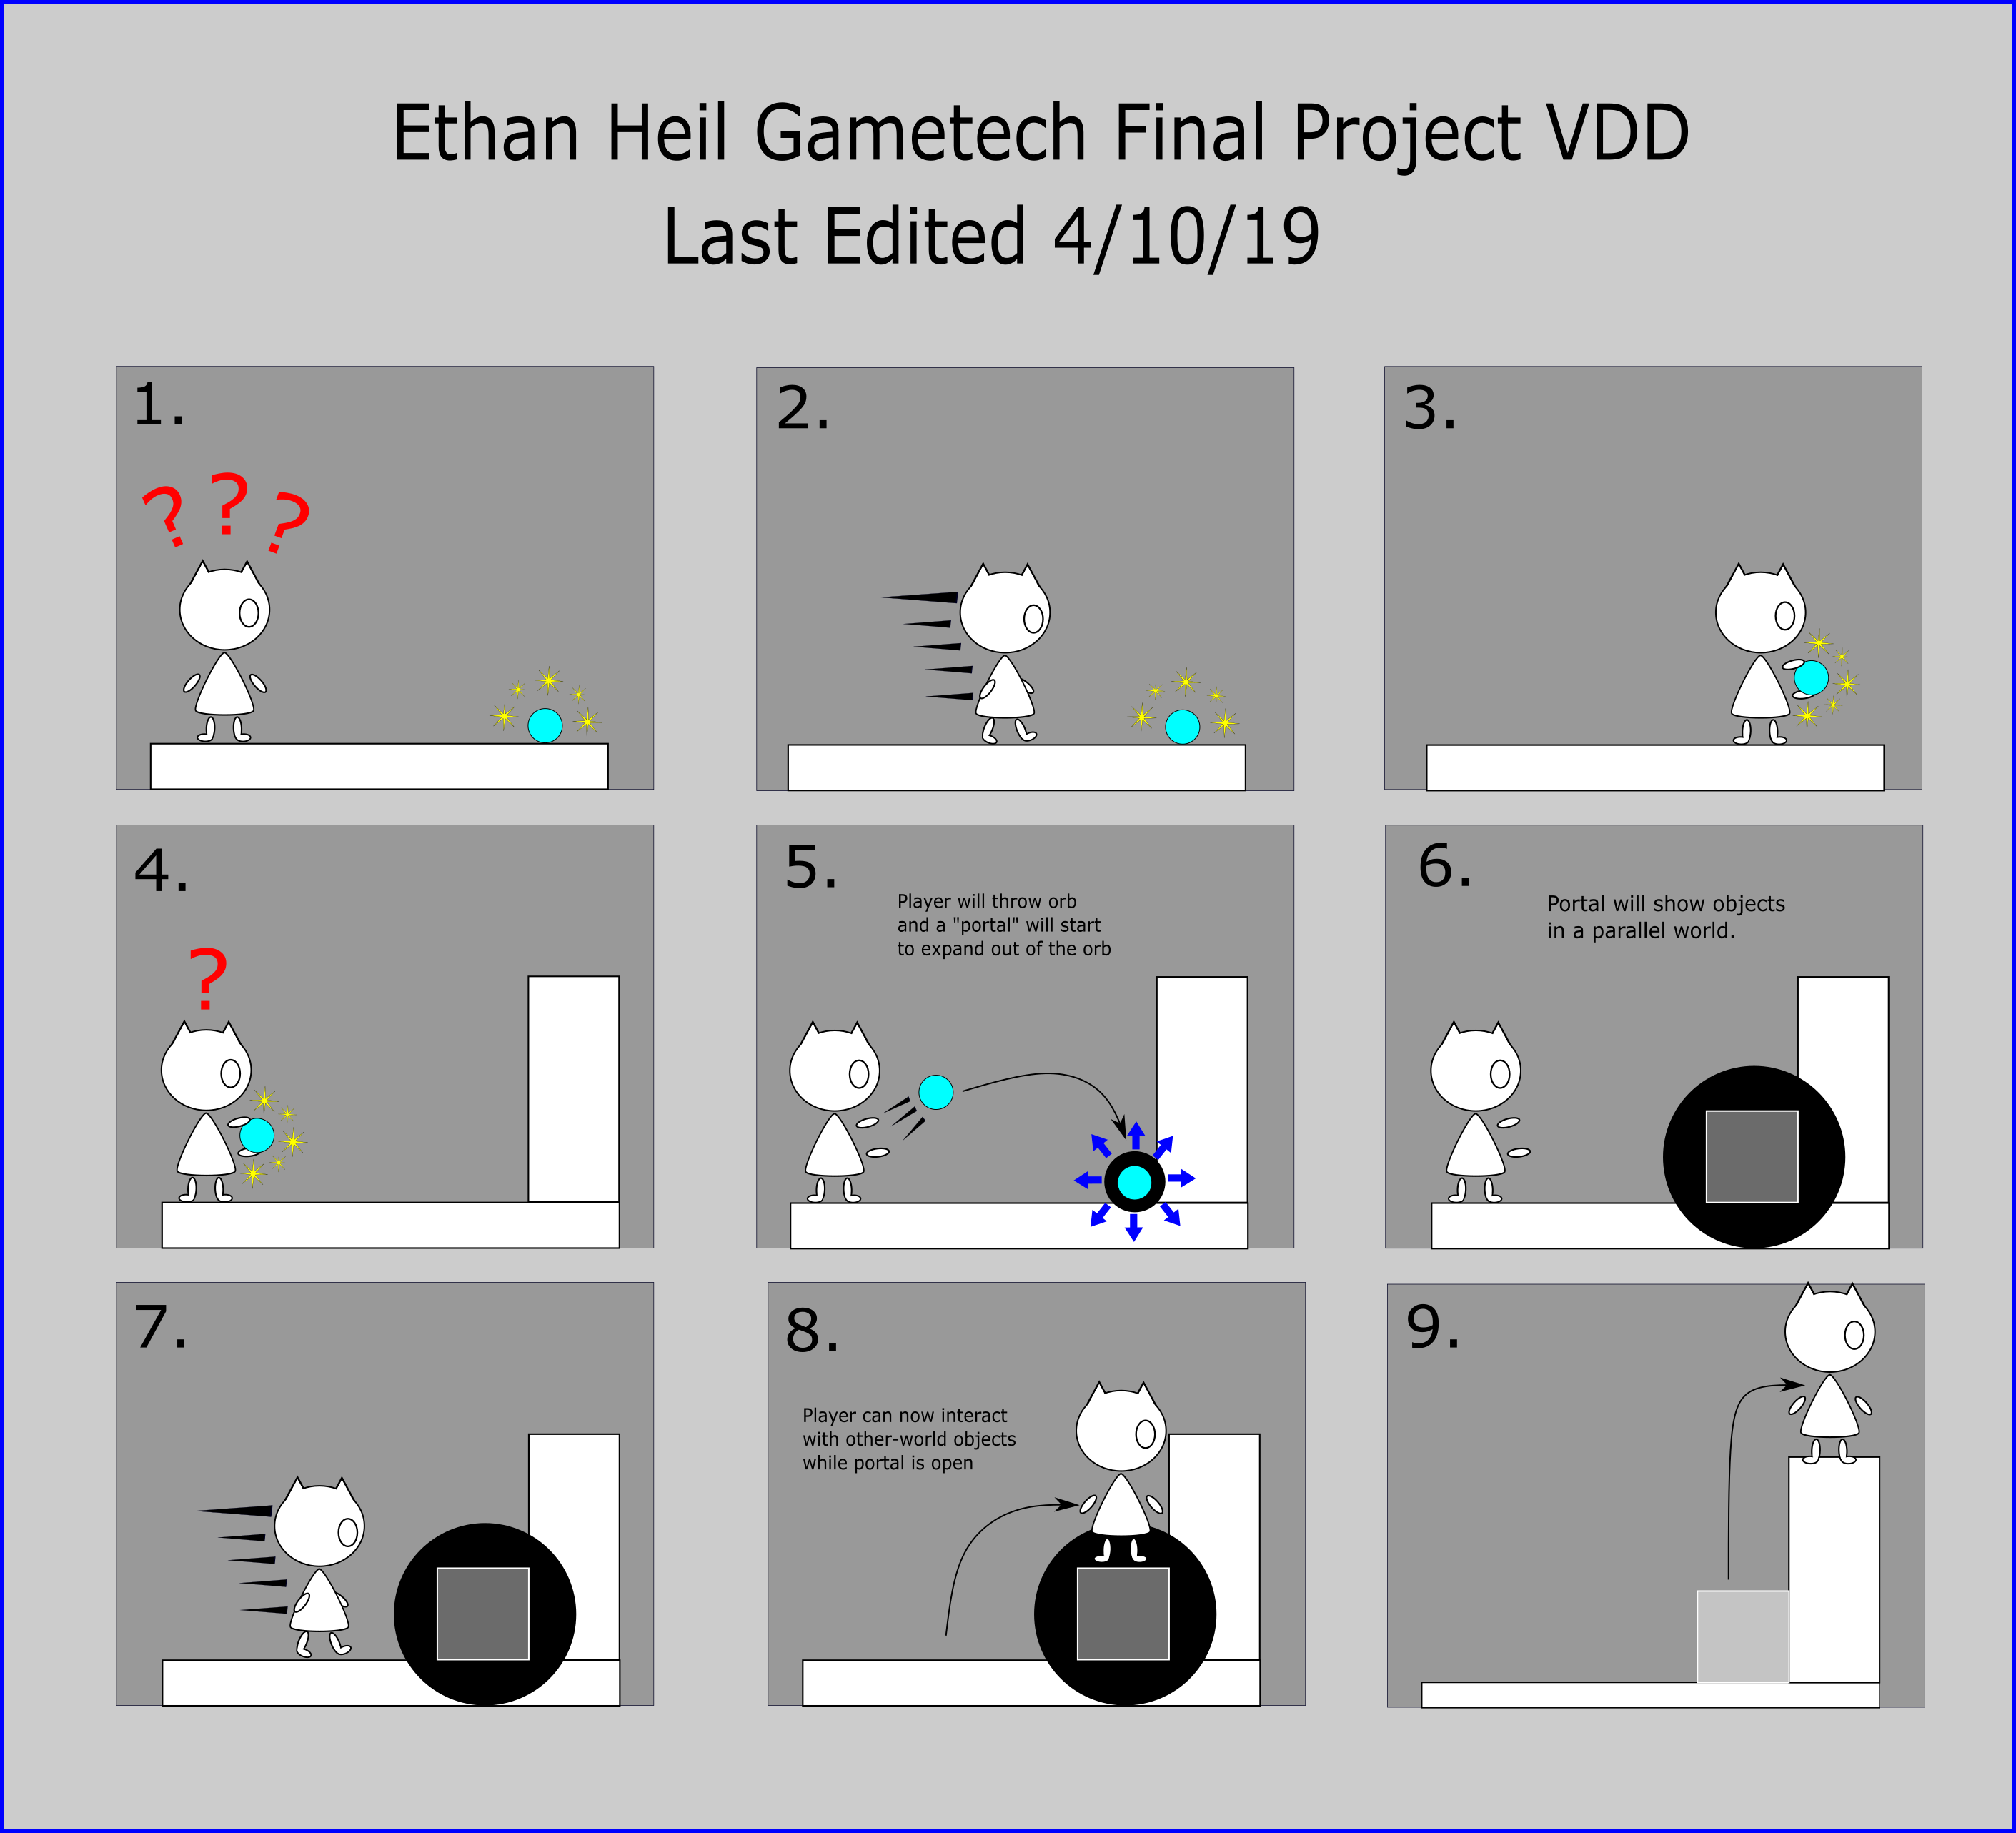 Ethan Heil Gametech Final Project VDD
Last Edited 4/10/19
1.
? ? ?
2.
3.
4.
?
5.
Player will throw orb
and a "portal" will start
to expand out of the orb
6.
Portal will show objects
in a parallel world.
7.
8.
Player can now interact
with other-world objects
while portal is open
9.